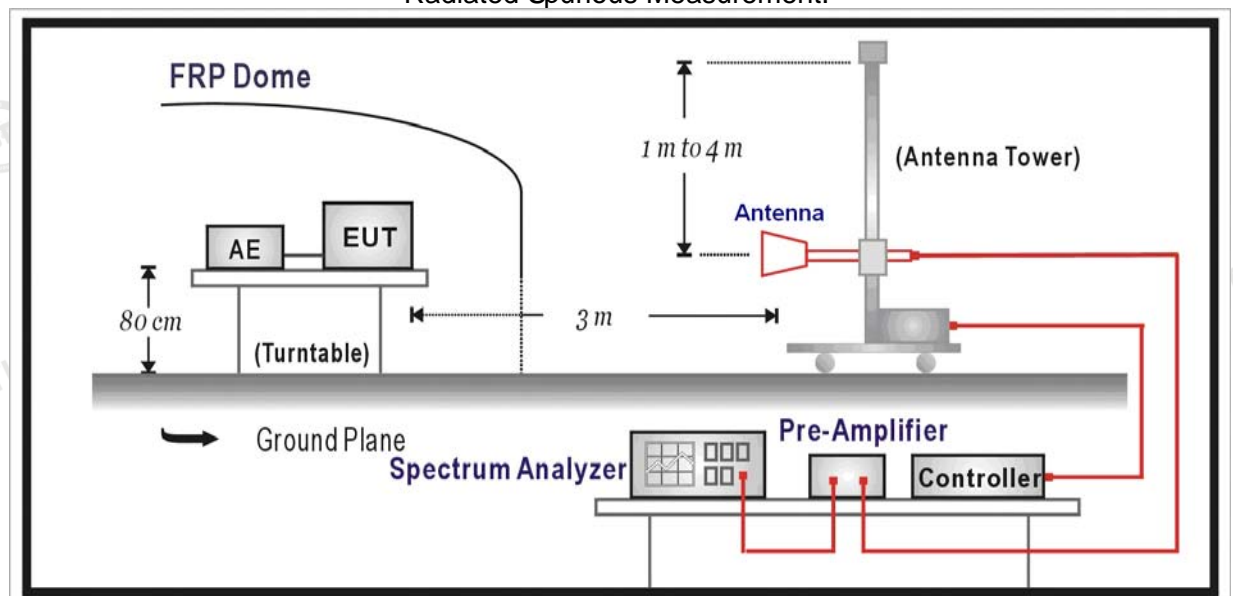 Radiated Spurious Measurement:
FRP Dome
1 m to 4 m
(Antenna Tower)
Antenna
AE
EUT
80 cm
3 m
(Turntable)
Ground Plane
Pre-Amplifier
Spectrum Analyzer
Controller